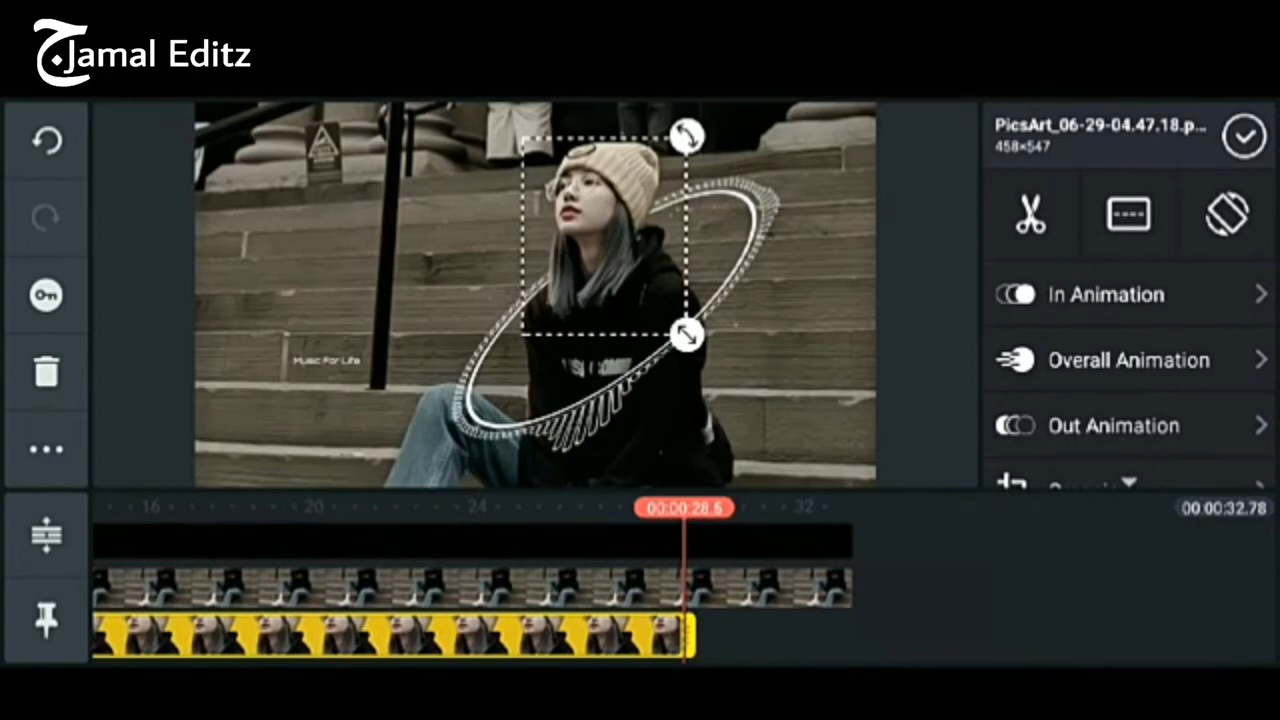 ج Jamal Editz
PicsArt_06-29-04.47.18.p...
458×547
In Animation
Overall Animation
Out Animation
Music For Life
16 20 24 00:00:28.5 32 00:00:32.78